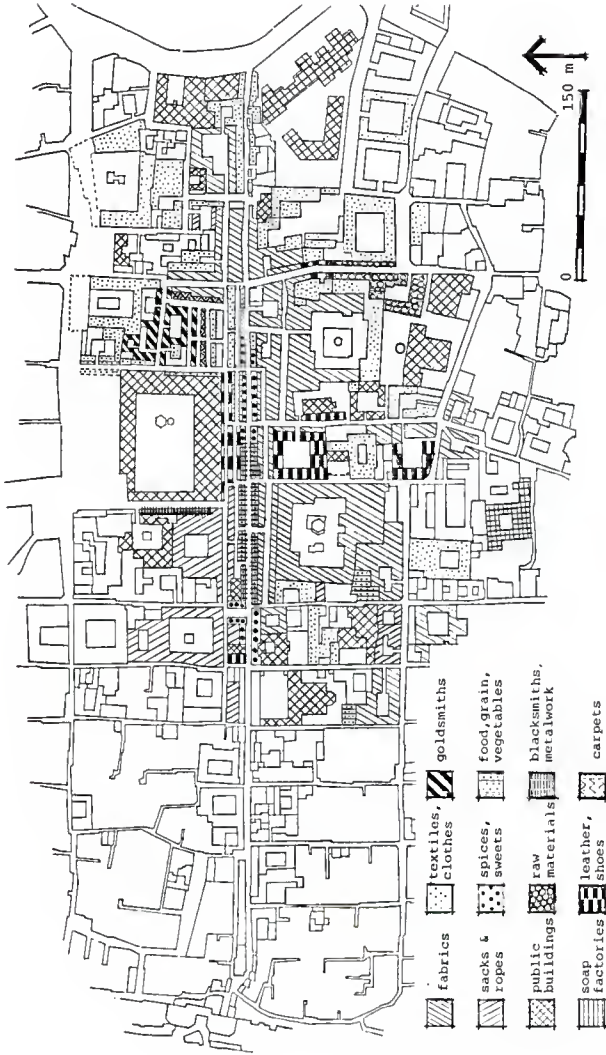 fabrics
textiles,
clothes
goldsmiths
sacks &
ropes
spices,
sweets
food,grain,
vegetables
public
buildings
raw
materials
blacksmiths,
metalwork
soap
factories
leather,
shoes
carpets
0
150 m